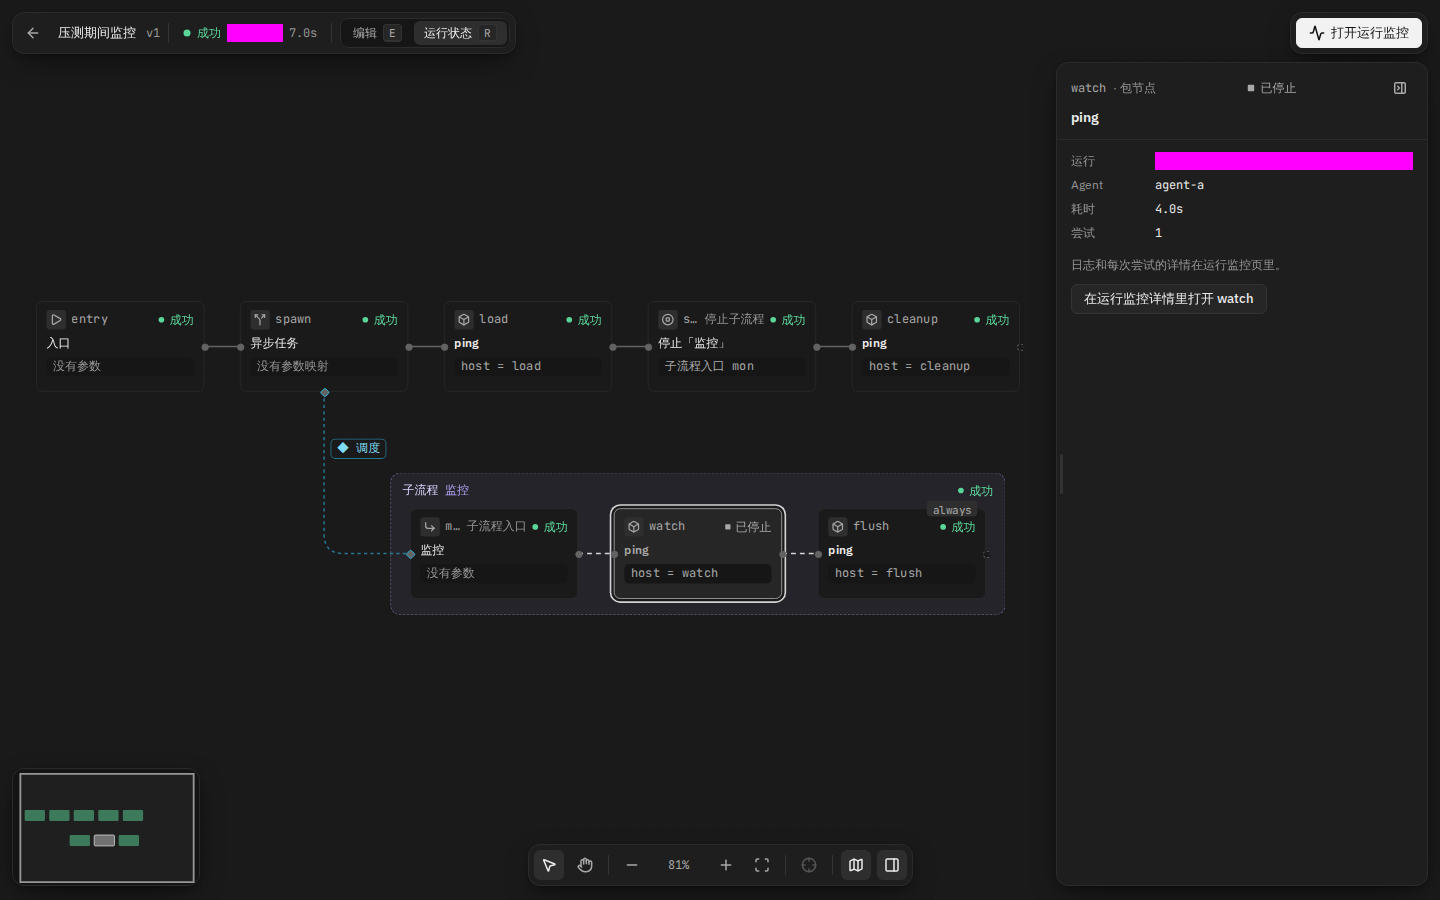 压测期间监控 v1 成功 7.0s 编辑 E 运行状态 R
打开运行监控
watch · 包节点 已停止
ping
运行
Agent agent-a
耗时 4.0s
尝试 1
日志和每次尝试的详情在运行监控页里。
在运行监控详情里打开 watch
entry 成功
入口
没有参数
spawn 成功
异步任务
没有参数映射
load 成功
ping
host = load
s… 停止子流程 成功
停止「监控」
子流程入口 mon
cleanup 成功
ping
host = cleanup
调度
子流程 监控 成功
m… 子流程入口 成功
监控
没有参数
watch 已停止
ping
host = watch
always
flush 成功
ping
host = flush
81%